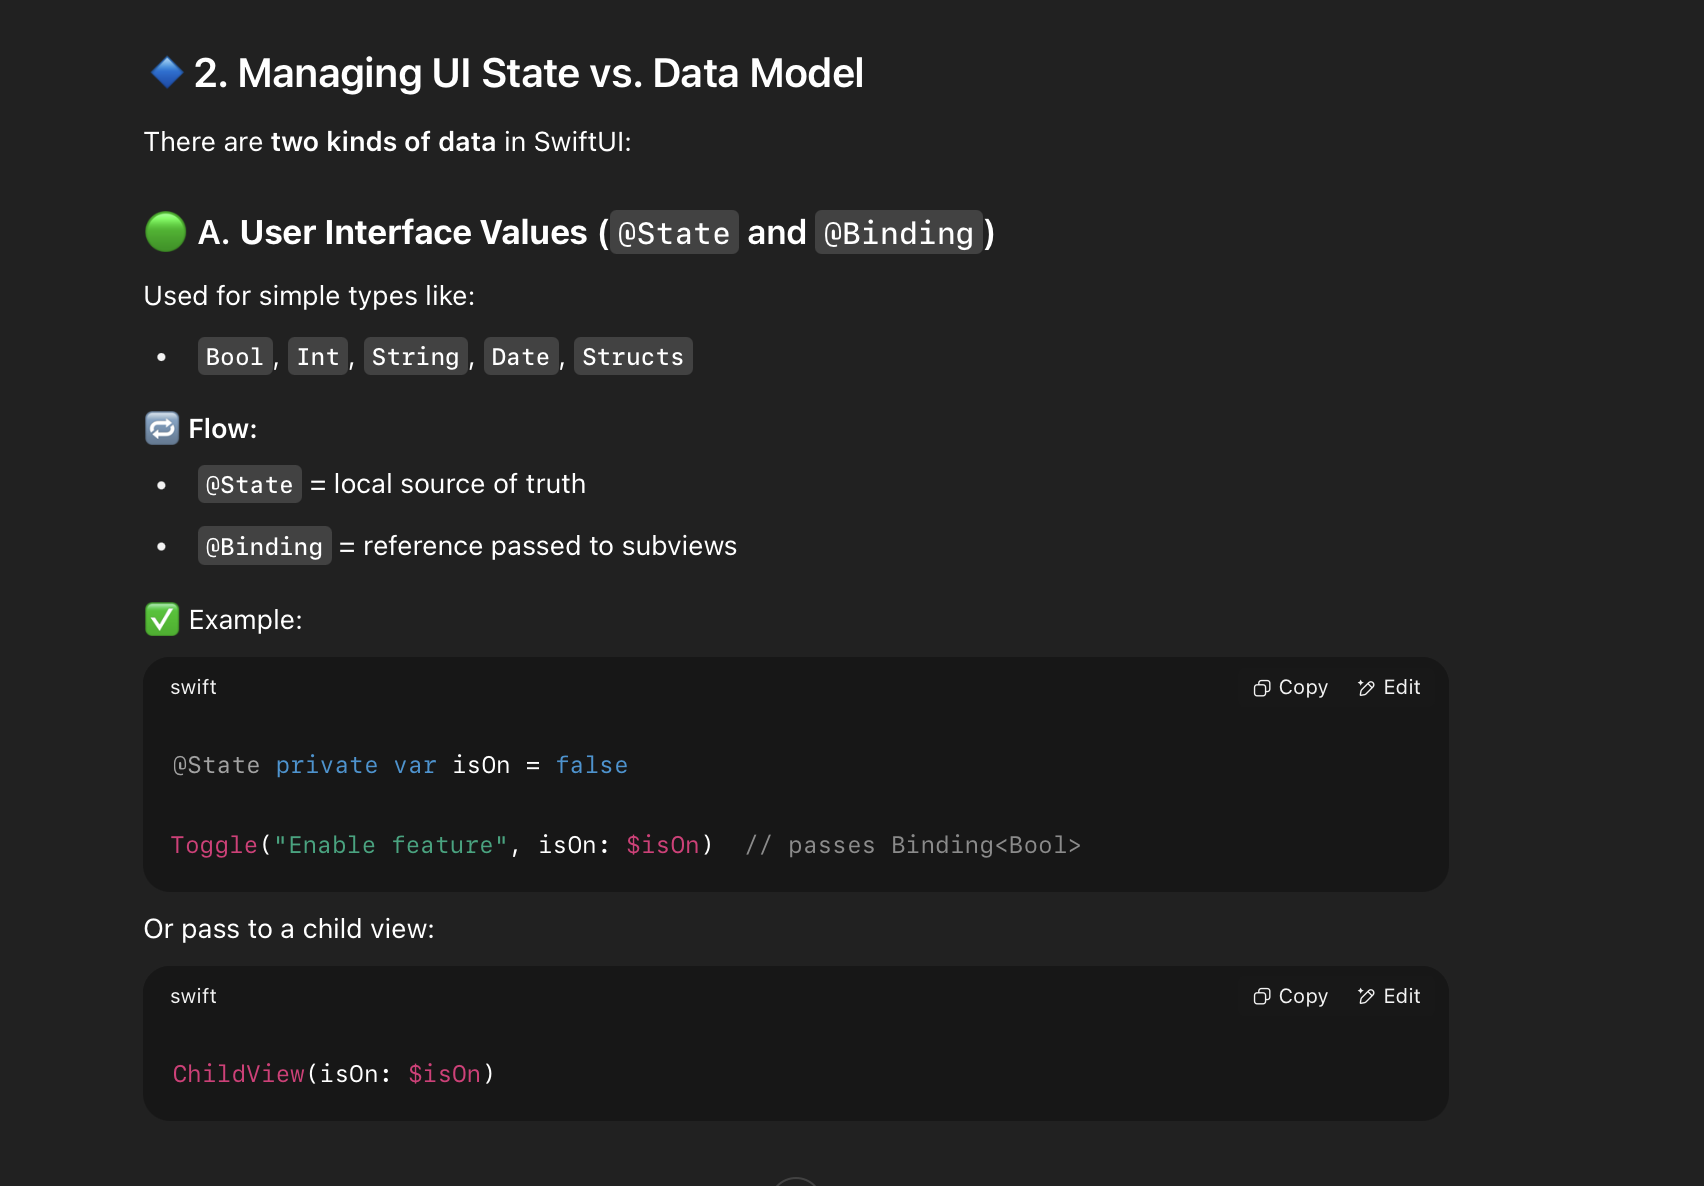 🔷 2. Managing UI State vs. Data Model
There are two kinds of data in SwiftUI:
🟢 A. User Interface Values (@State and @Binding)
Used for simple types like:
• Bool, Int, String, Date, Structs
🔁 Flow:
• @State = local source of truth
• @Binding = reference passed to subviews
✅ Example:
swift Copy Edit
@State private var isOn = false
Toggle("Enable feature", isOn: $isOn)  // passes Binding<Bool>
Or pass to a child view:
swift Copy Edit
ChildView(isOn: $isOn)